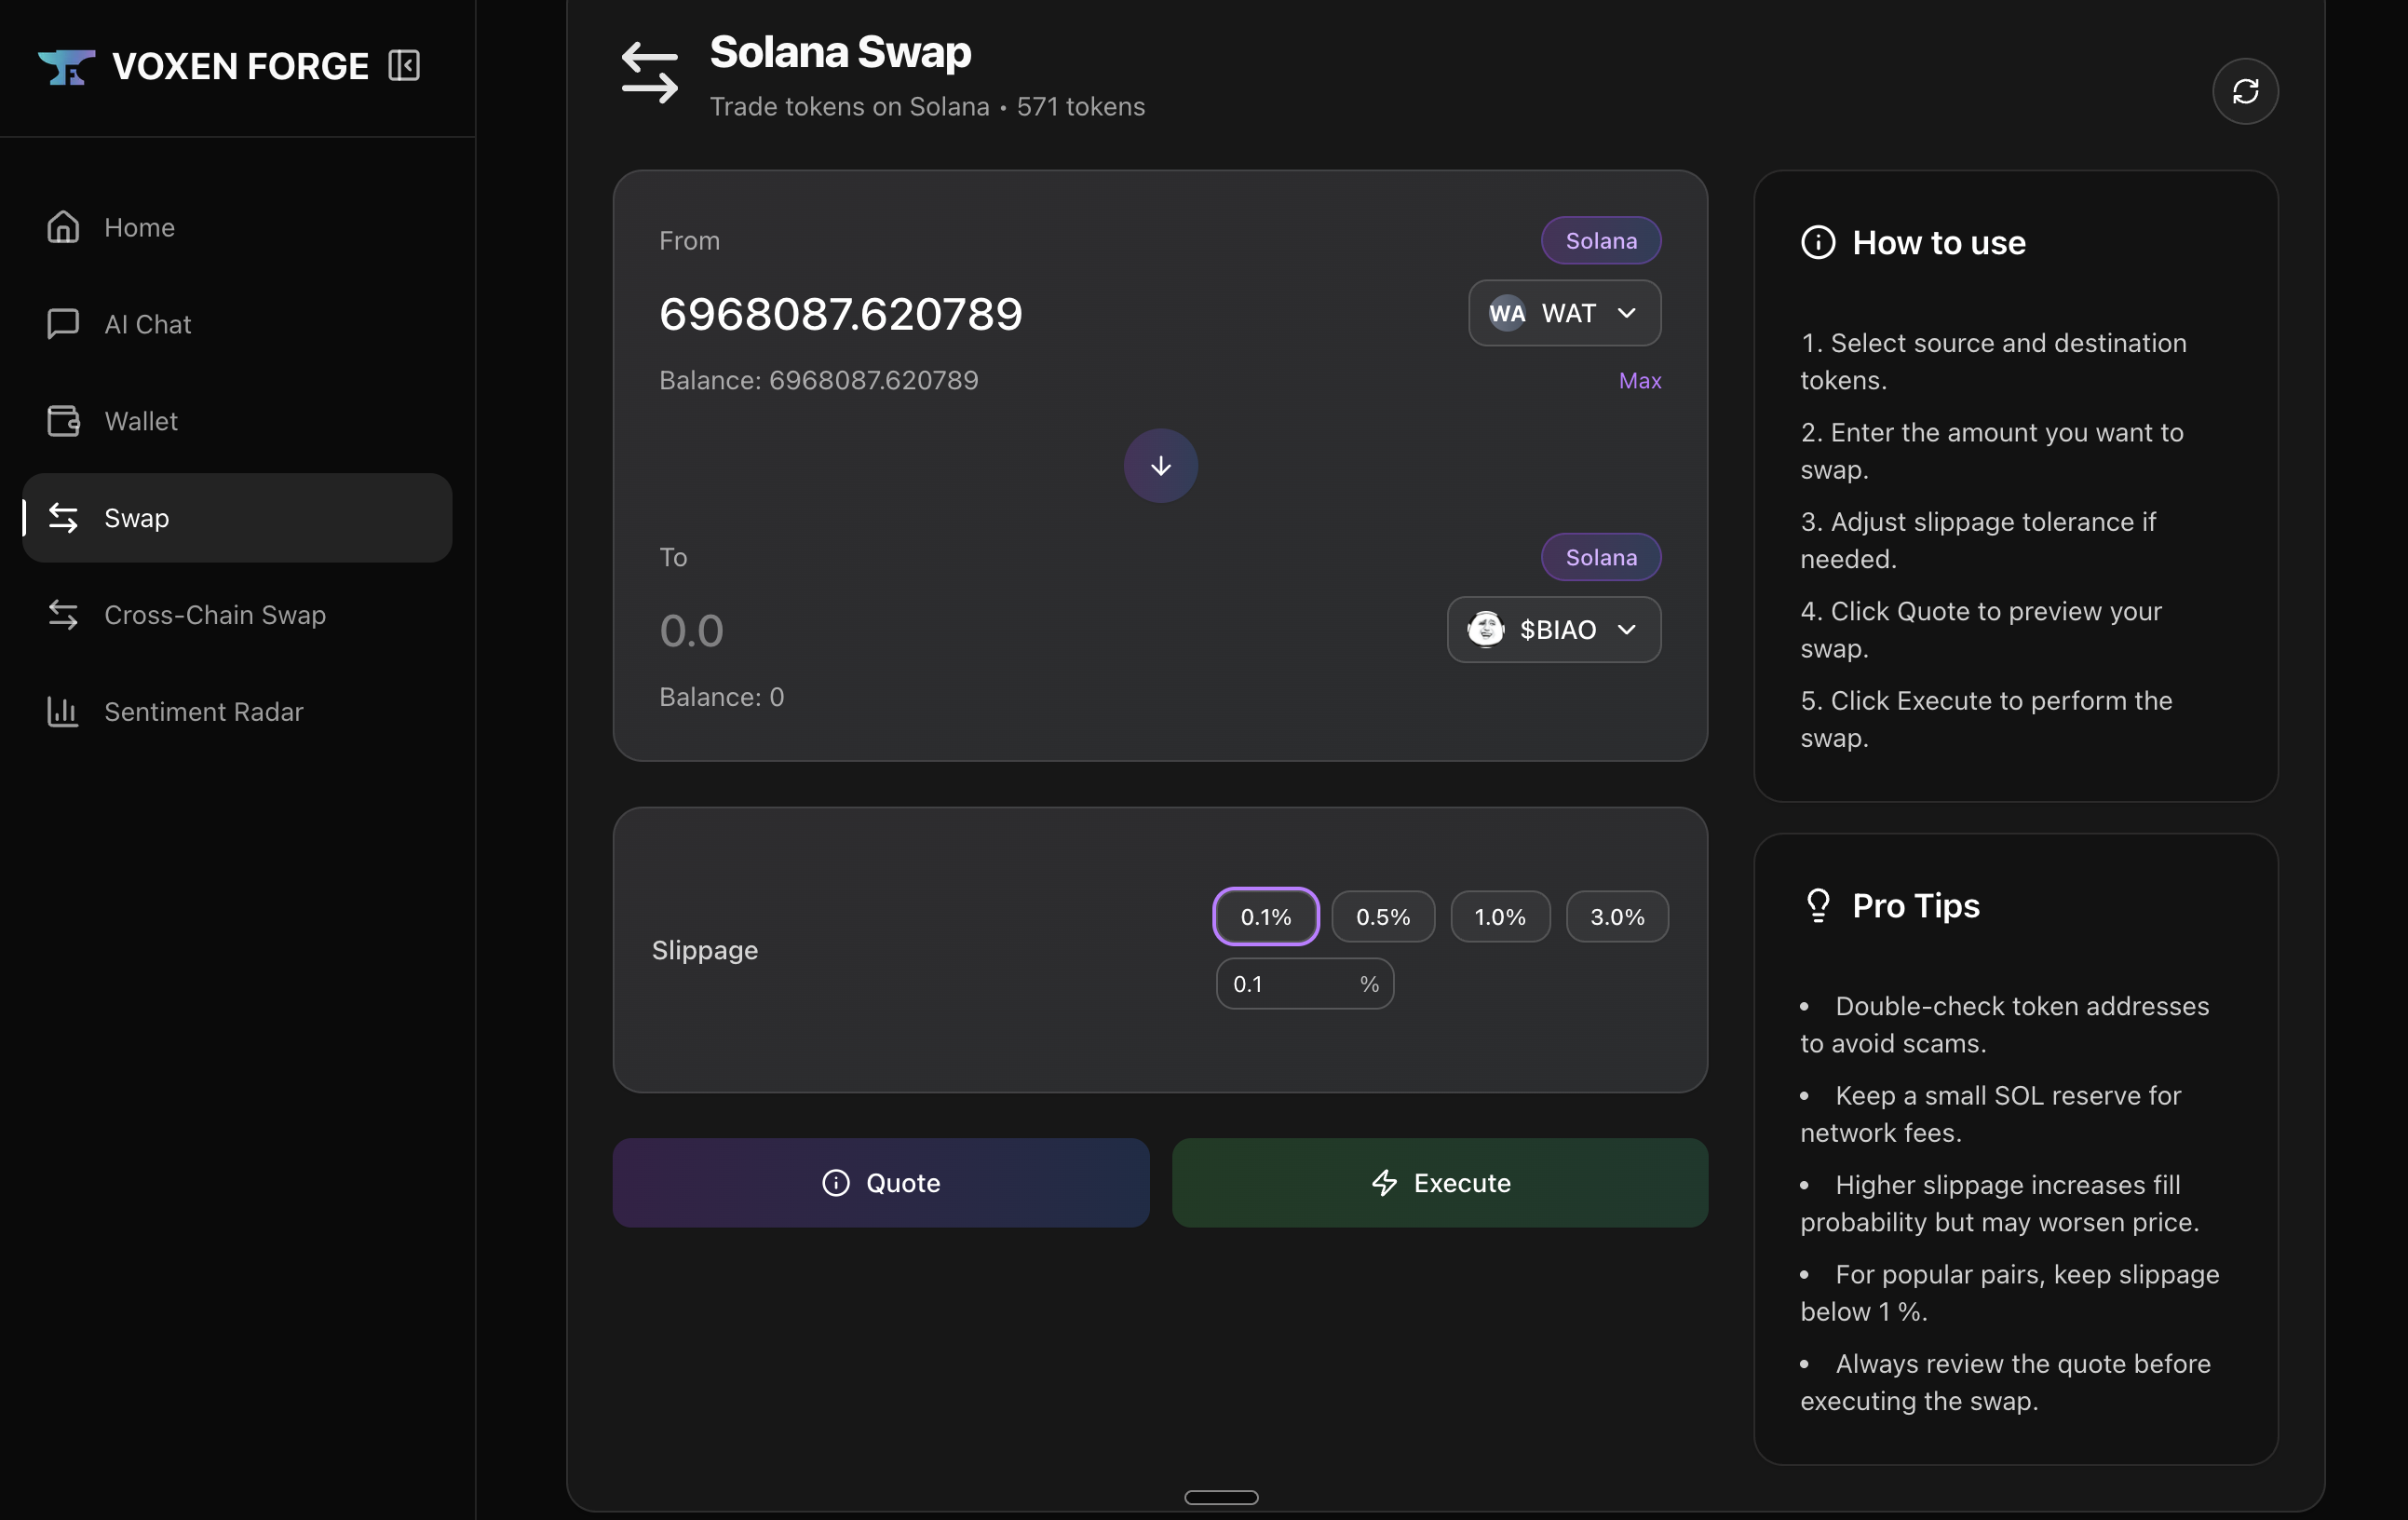 VOXEN FORGE
Home
AI Chat
Wallet
Swap
Cross-Chain Swap
Sentiment Radar
Solana Swap
Trade tokens on Solana • 571 tokens
From
Solana
6968087.620789
WA WAT
Balance: 6968087.620789
Max
To
Solana
0.0
$BIAO
Balance: 0
Slippage
0.1%
0.5%
1.0%
3.0%
0.1 %
Quote
Execute
How to use
1. Select source and destination
tokens.
2. Enter the amount you want to
swap.
3. Adjust slippage tolerance if
needed.
4. Click Quote to preview your
swap.
5. Click Execute to perform the
swap.
Pro Tips
• Double-check token addresses
to avoid scams.
• Keep a small SOL reserve for
network fees.
• Higher slippage increases fill
probability but may worsen price.
• For popular pairs, keep slippage
below 1 %.
• Always review the quote before
executing the swap.